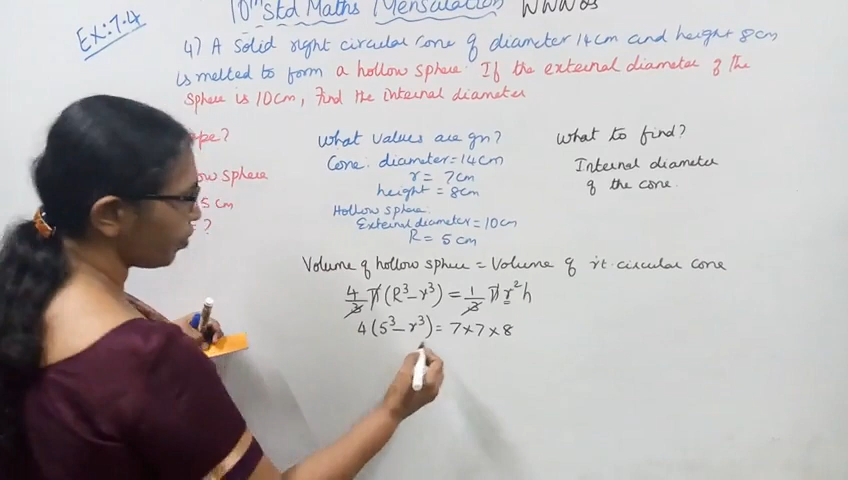 10th Std Maths Mensuration
Ex: 7.4
4) A solid right circular cone of diameter 14cm and height 8cm
is melted to form a hollow sphere. If the external diameter of the
sphere is 10cm, Find the internal diameter
What values are gn?
Cone. diameter = 14cm
r = 7cm
height = 8cm
Hollow sphere:
External diameter = 10cm
R = 5 cm
What to find?
Internal diameter
of the cone.
ow sphere
5 cm
= ?
Volume of hollow sphere = Volume of rt. circular cone
4/3 π (R³ – r³) = 1/3 π r² h
4 (5³ – r³) = 7 × 7 × 8